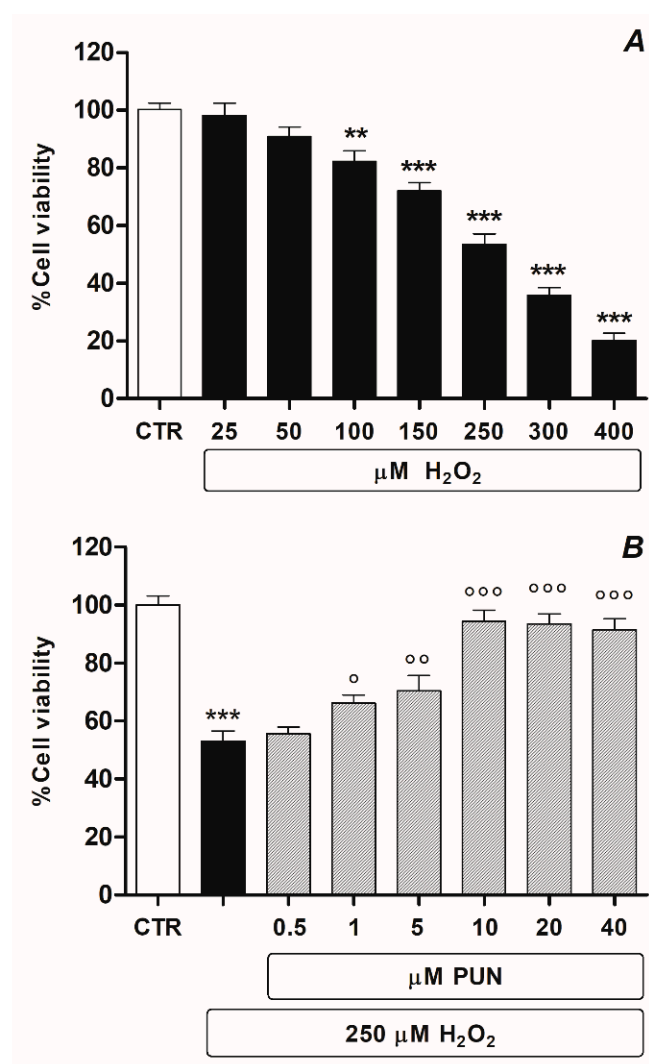 A
120
100
80
60
40
20
0
%Cell viability
** *** *** *** ***
CTR 25 50 100 150 250 300 400
μM H₂O₂
B
120
100
80
60
40
20
0
%Cell viability
*** ° °° °°° °°° °°°
CTR 0.5 1 5 10 20 40
μM PUN
250 μM H₂O₂